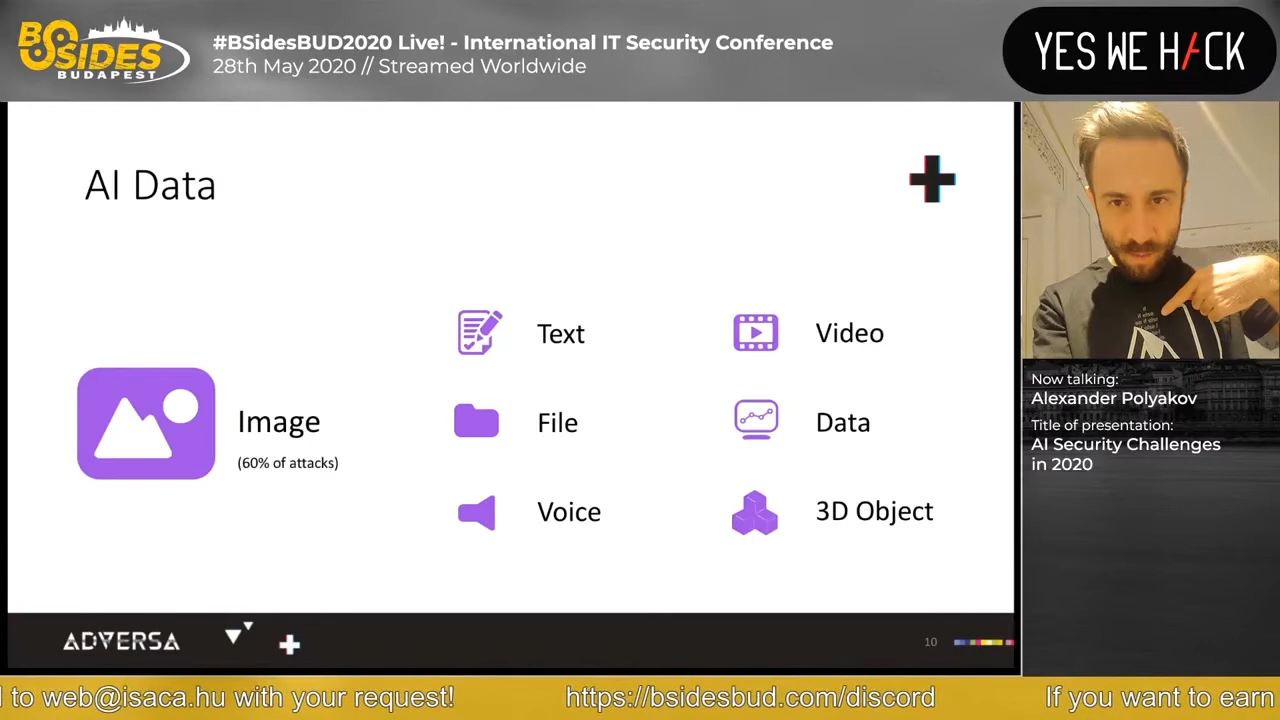 BSIDES
BUDAPEST
#BSidesBUD2020 Live! - International IT Security Conference
28th May 2020 // Streamed Worldwide
YES WE H/CK
AI Data
Image
(60% of attacks)
Text
File
Voice
Video
Data
3D Object
ADVERSA
10
Now talking:
Alexander Polyakov
Title of presentation:
AI Security Challenges
in 2020
to web@isaca.hu with your request!
https://bsidesbud.com/discord
If you want to earn